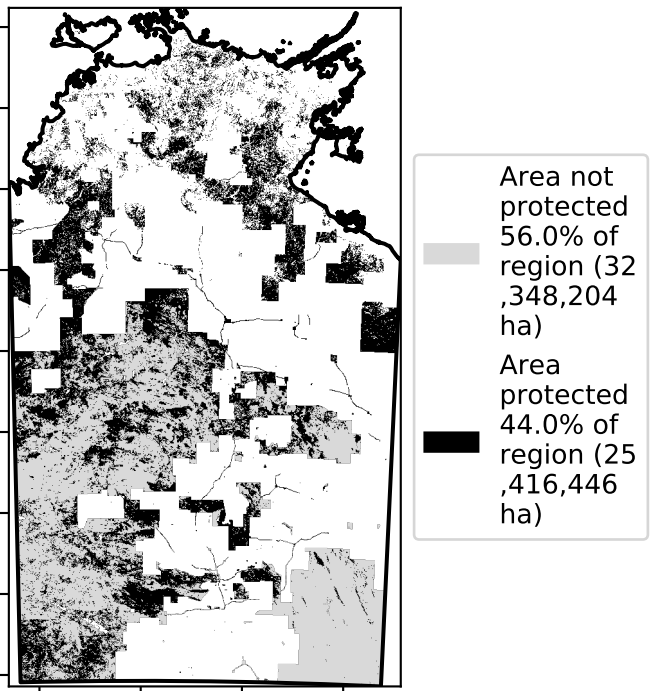 Area not
protected
56.0% of
region (32
,348,204
ha)
Area
protected
44.0% of
region (25
,416,446
ha)